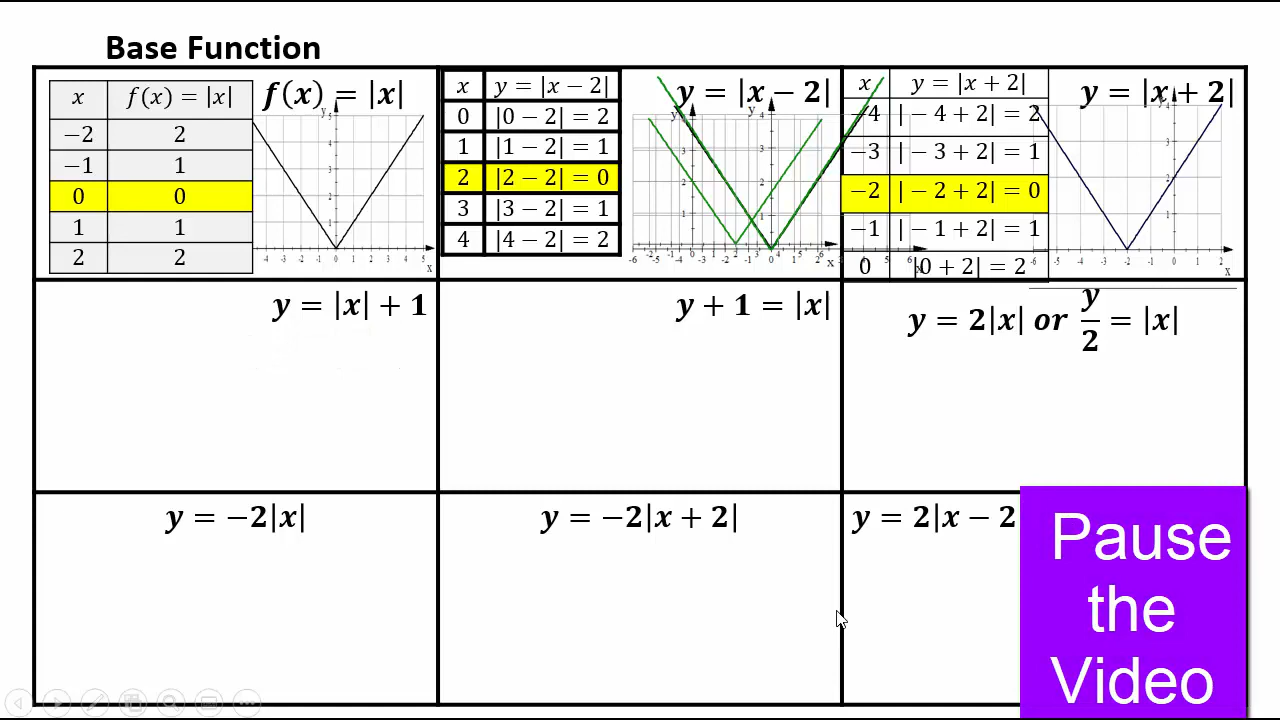 Base Function
x f(x) = |x|
−2 2
−1 1
0 0
1 1
2 2
f(x) = |x|
x y = |x − 2|
0 |0 − 2| = 2
1 |1 − 2| = 1
2 |2 − 2| = 0
3 |3 − 2| = 1
4 |4 − 2| = 2
y = |x − 2|
x y = |x + 2|
−4 | − 4 + 2| = 2
−3 | − 3 + 2| = 1
−2 | − 2 + 2| = 0
−1 | − 1 + 2| = 1
0 |0 + 2| = 2
y = |x + 2|
y = |x| + 1
y + 1 = |x|
y = 2|x| or y/2 = |x|
y = −2|x|
y = −2|x + 2|
y = 2|x − 2
Pause
the
Video